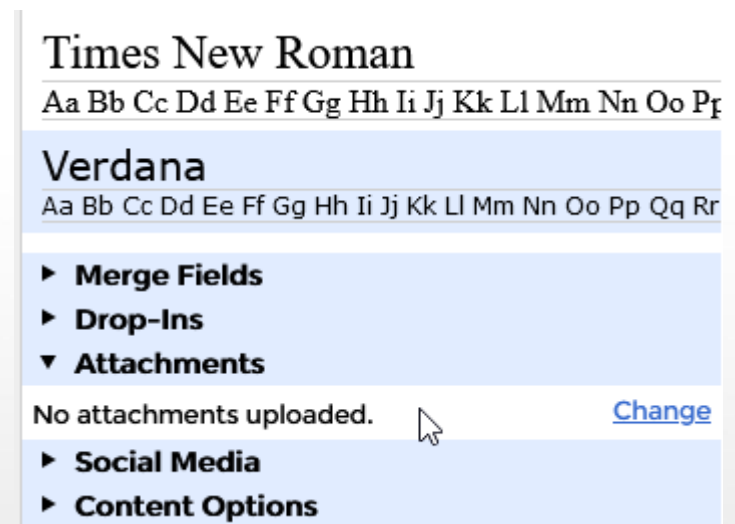 Times New Roman
Aa Bb Cc Dd Ee Ff Gg Hh Ii Jj Kk Ll Mm Nn Oo Pp
Verdana
Aa Bb Cc Dd Ee Ff Gg Hh Ii Jj Kk Ll Mm Nn Oo Pp Qq Rr
Merge Fields
Drop-Ins
Attachments
No attachments uploaded. Change
Social Media
Content Options